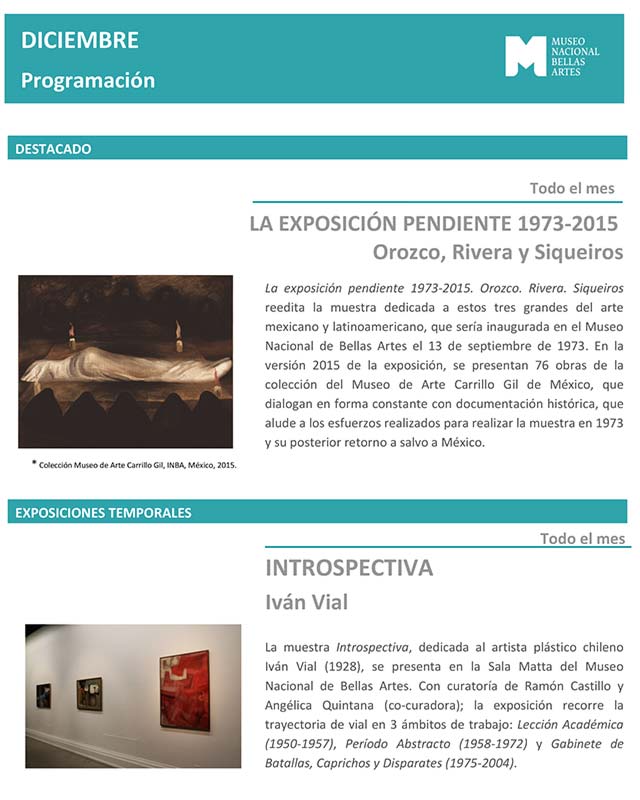 DICIEMBRE
Programación
MUSEO
NACIONAL
BELLAS
ARTES
DESTACADO
Todo el mes
LA EXPOSICIÓN PENDIENTE 1973-2015
Orozco, Rivera y Siqueiros
La exposición pendiente 1973-2015. Orozco. Rivera. Siqueiros
reedita la muestra dedicada a estos tres grandes del arte
mexicano y latinoamericano, que sería inaugurada en el Museo
Nacional de Bellas Artes el 13 de septiembre de 1973. En la
versión 2015 de la exposición, se presentan 76 obras de la
colección del Museo de Arte Carrillo Gil de México, que
dialogan en forma constante con documentación histórica, que
alude a los esfuerzos realizados para realizar la muestra en 1973
y su posterior retorno a salvo a México.
* Colección Museo de Arte Carrillo Gil, INBA, México, 2015.
EXPOSICIONES TEMPORALES
Todo el mes
INTROSPECTIVA
Iván Vial
La muestra Introspectiva, dedicada al artista plástico chileno
Iván Vial (1928), se presenta en la Sala Matta del Museo
Nacional de Bellas Artes. Con curatoría de Ramón Castillo y
Angélica Quintana (co-curadora); la exposición recorre la
trayectoria de vial en 3 ámbitos de trabajo: Lección Académica
(1950-1957), Período Abstracto (1958-1972) y Gabinete de
Batallas, Caprichos y Disparates (1975-2004).